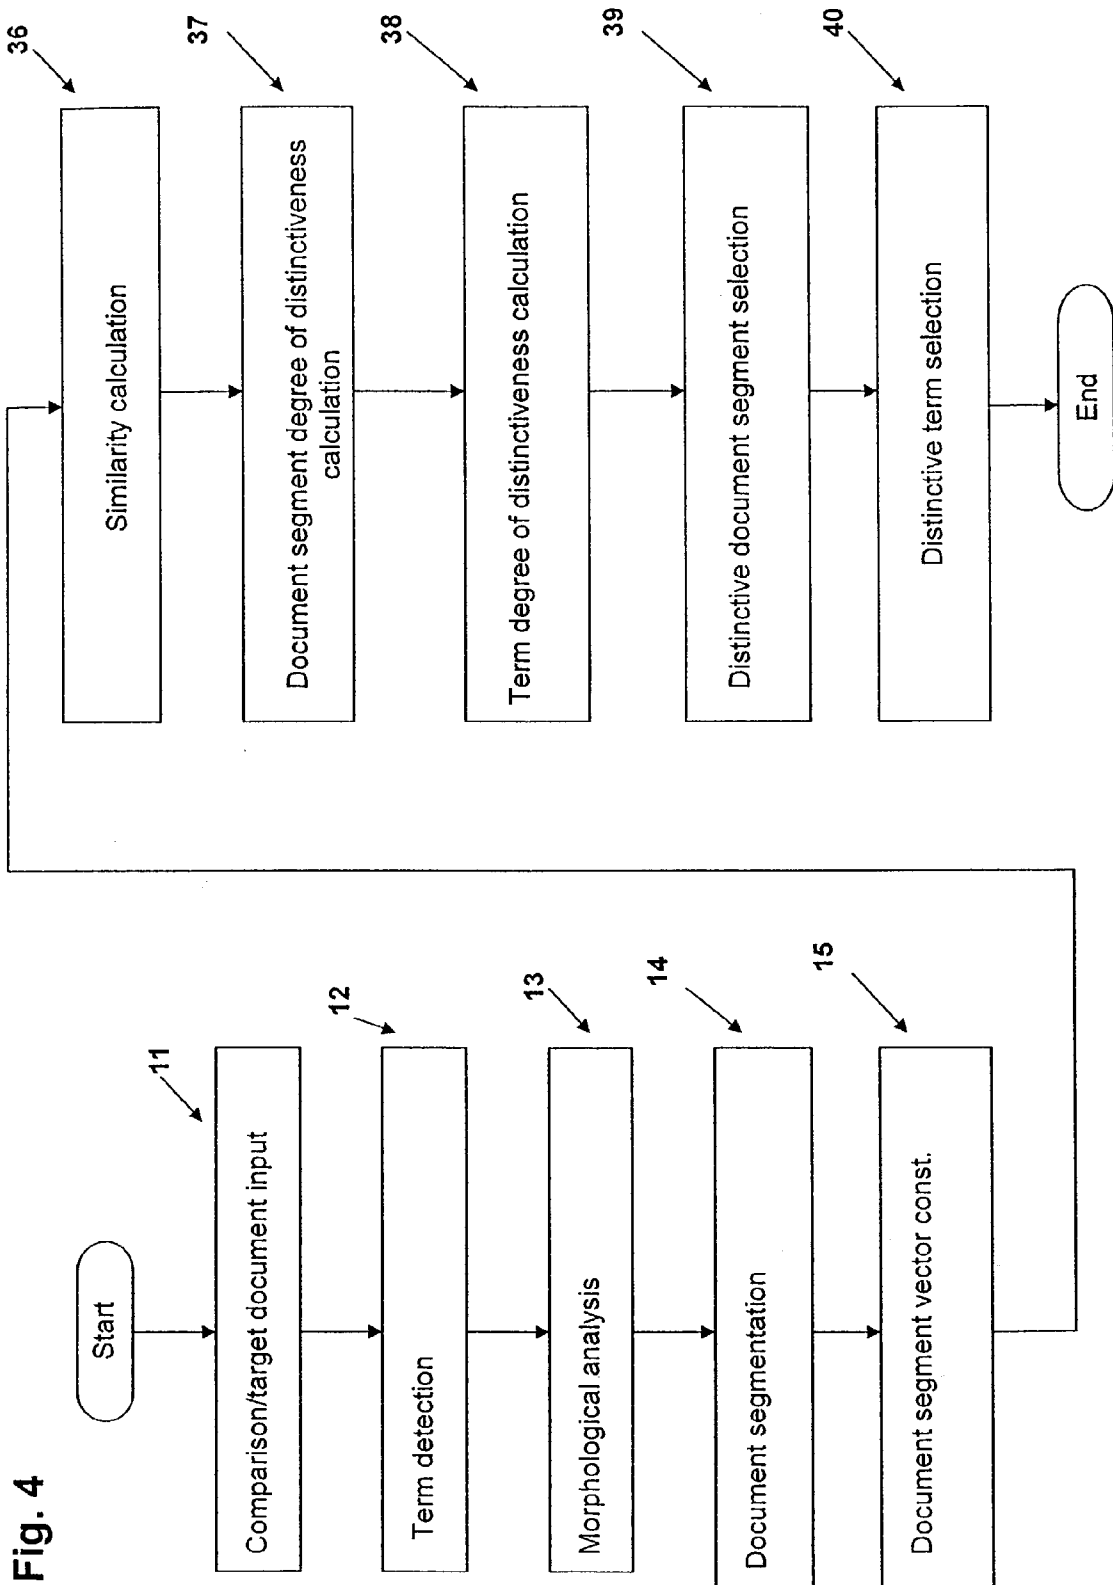 Fig. 4
Start
11
Comparison/target document input
12
Term detection
13
Morphological analysis
14
Document segmentation
15
Document segment vector const.
36
Similarity calculation
37
Document segment degree of distinctiveness
calculation
38
Term degree of distinctiveness calculation
39
Distinctive document segment selection
40
Distinctive term selection
End